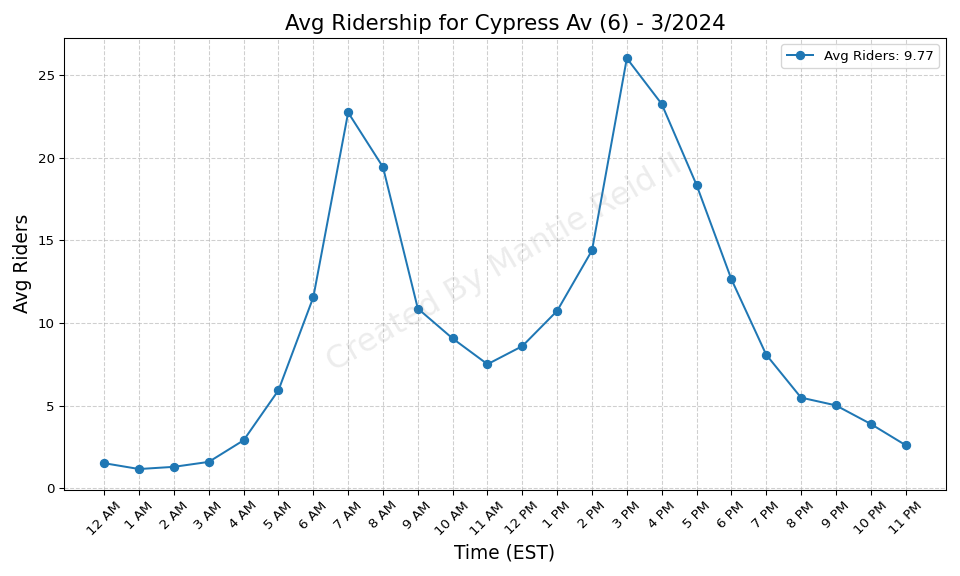 Avg Ridership for Cypress Av (6) - 3/2024
Avg Riders: 9.77
Avg Riders
25
20
15
10
5
0
Created By Mantie Reid II
12 AM
1 AM
2 AM
3 AM
4 AM
5 AM
6 AM
7 AM
8 AM
9 AM
10 AM
11 AM
12 PM
1 PM
2 PM
3 PM
4 PM
5 PM
6 PM
7 PM
8 PM
9 PM
10 PM
11 PM
Time (EST)